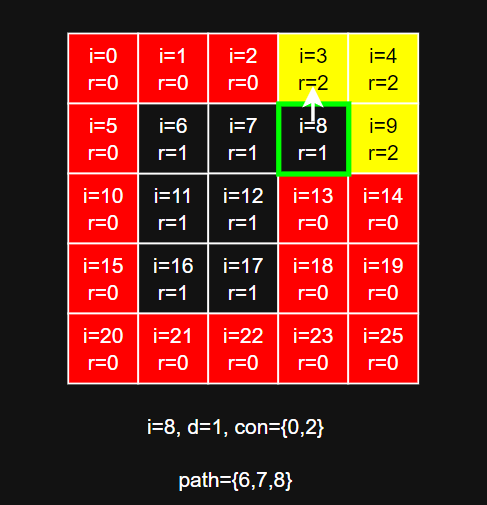 i=0 i=1 i=2 i=3 i=4
r=0 r=0 r=0 r=2 r=2
i=5 i=6 i=7 i=8 i=9
r=0 r=1 r=1 r=1 r=2
i=10 i=11 i=12 i=13 i=14
r=0 r=1 r=1 r=0 r=0
i=15 i=16 i=17 i=18 i=19
r=0 r=1 r=1 r=0 r=0
i=20 i=21 i=22 i=23 i=25
r=0 r=0 r=0 r=0 r=0
i=8, d=1, con={0,2}
path={6,7,8}